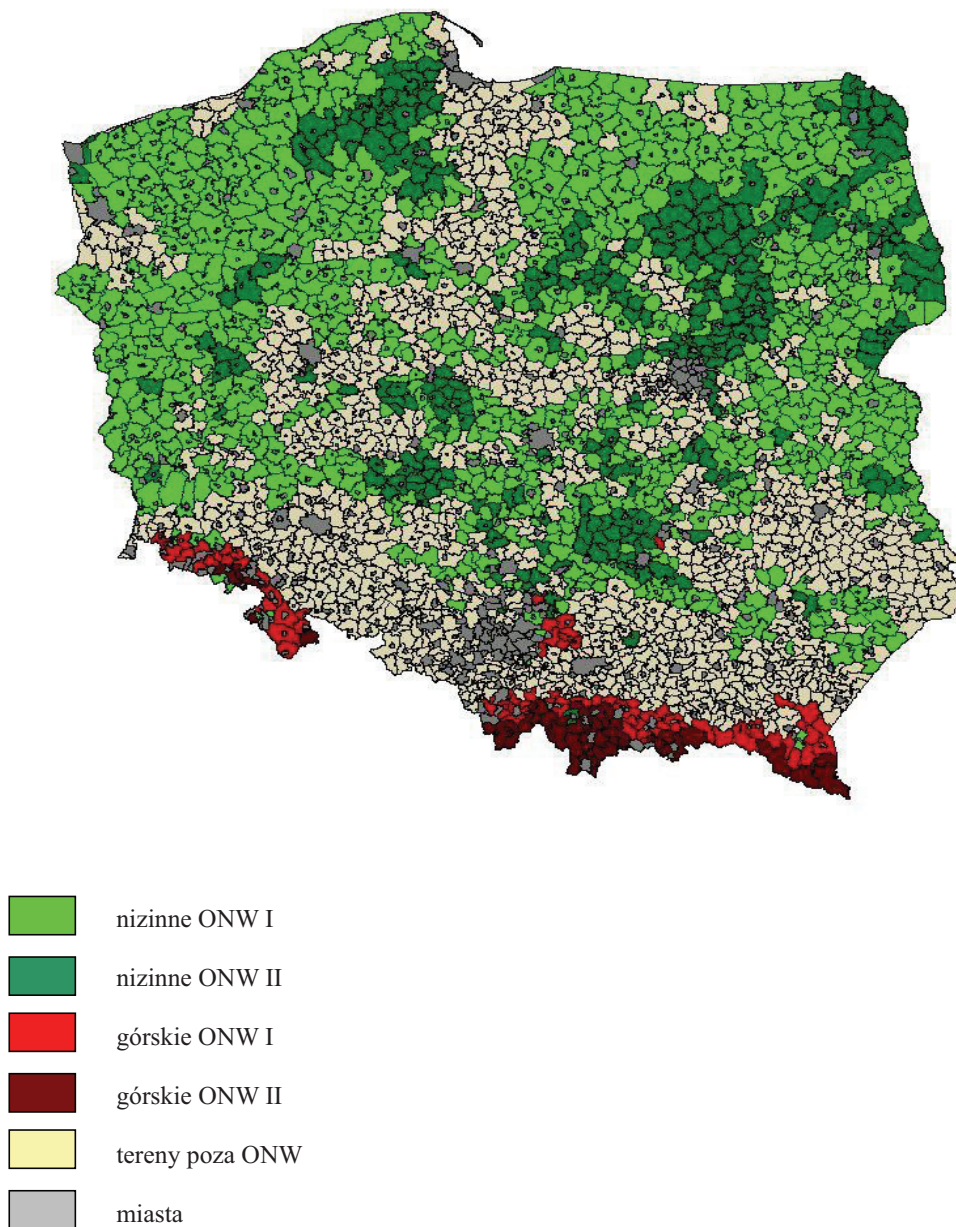 nizinne ONW I
nizinne ONW II
górskie ONW I
górskie ONW II
tereny poza ONW
miasta